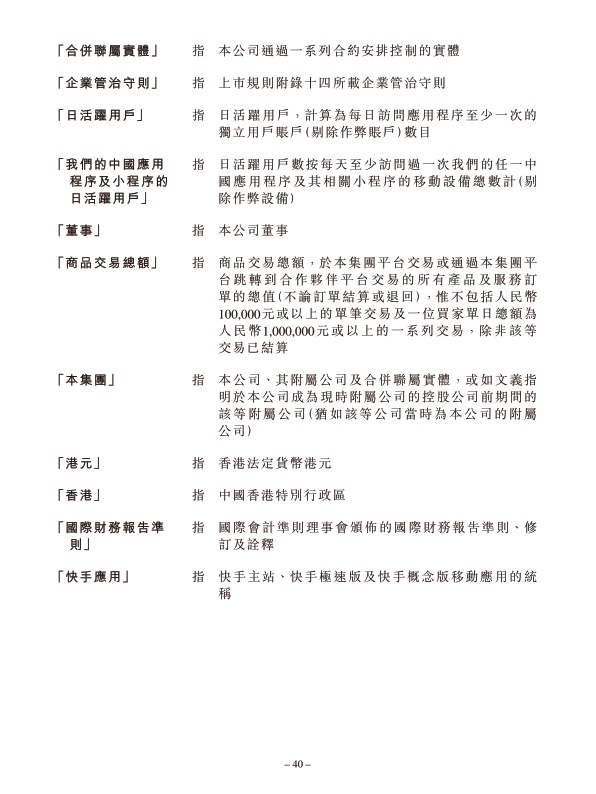 「合併聯屬實體」 指 本公司通過一系列合約安排控制的實體
「企業管治守則」 指 上市規則附錄十四所載企業管治守則
「日活躍用戶」 指 日活躍用戶，計算為每日訪問應用程序至少一次的
獨立用戶賬戶(剔除作弊賬戶)數目
「我們的中國應用 指 日活躍用戶數按每天至少訪問過一次我們的任一中
程序及小程序的 國應用程序及其相關小程序的移動設備總數計(剔
日活躍用戶」 除作弊設備)
「董事」 指 本公司董事
「商品交易總額」 指 商品交易總額，於本集團平台交易或通過本集團平
台跳轉到合作夥伴平台交易的所有產品及服務訂
單的總值(不論訂單結算或退回)，惟不包括人民幣
100,000元或以上的單筆交易及一位買家單日總額為
人民幣1,000,000元或以上的一系列交易，除非該等
交易已結算
「本集團」 指 本公司、其附屬公司及合併聯屬實體，或如文義指
明於本公司成為現時附屬公司的控股公司前期間的
該等附屬公司(猶如該等公司當時為本公司的附屬
公司)
「港元」 指 香港法定貨幣港元
「香港」 指 中國香港特別行政區
「國際財務報告準 指 國際會計準則理事會頒佈的國際財務報告準則、修
則」 訂及詮釋
「快手應用」 指 快手主站、快手極速版及快手概念版移動應用的統
稱
– 40 –